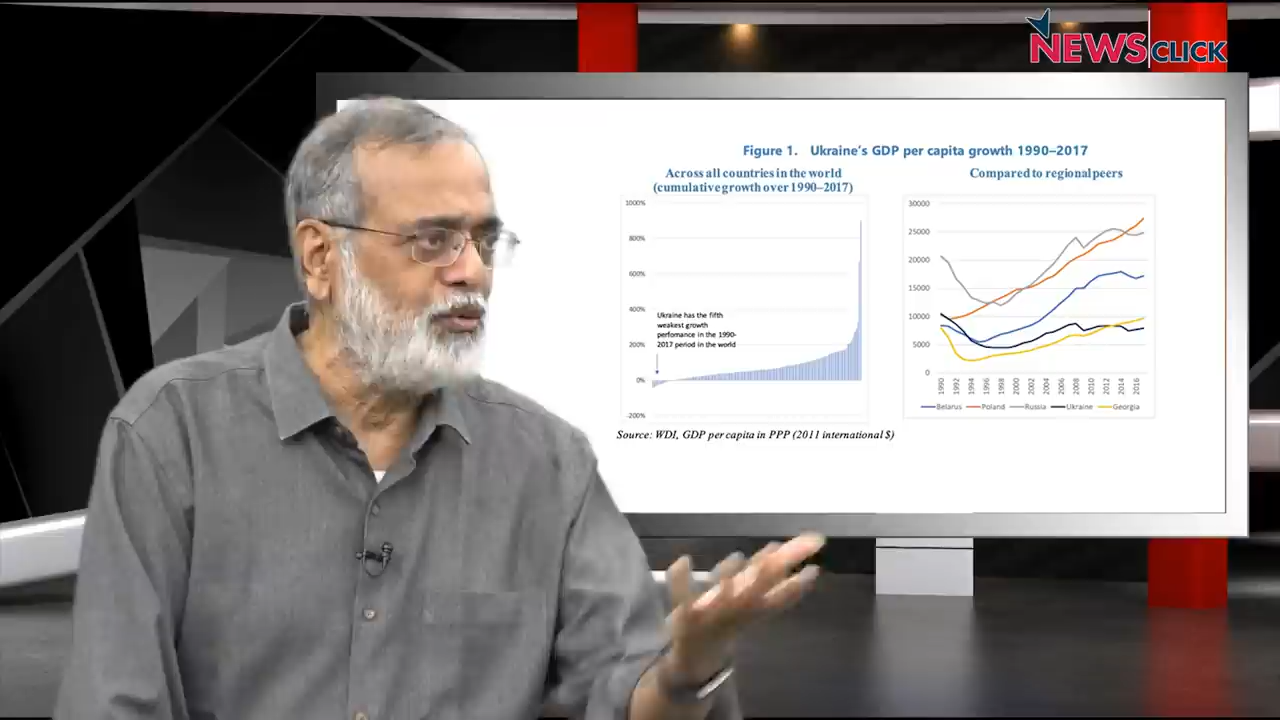 NEWSCLICK
Figure 1. Ukraine's GDP per capita growth 1990–2017
Across all countries in the world
(cumulative growth over 1990–2017)
1000%
800%
600%
400%
200%
0%
-200%
Ukraine has the fifth
weakest growth
perfomance in the 1990-
2017 period in the world
Compared to regional peers
30000
25000
20000
15000
10000
5000
0
1990
1992
1994
1996
1998
2000
2002
2004
2006
2008
2010
2012
2014
2016
Belarus Poland Russia Ukraine Georgia
Source: WDI, GDP per capita in PPP (2011 international $)